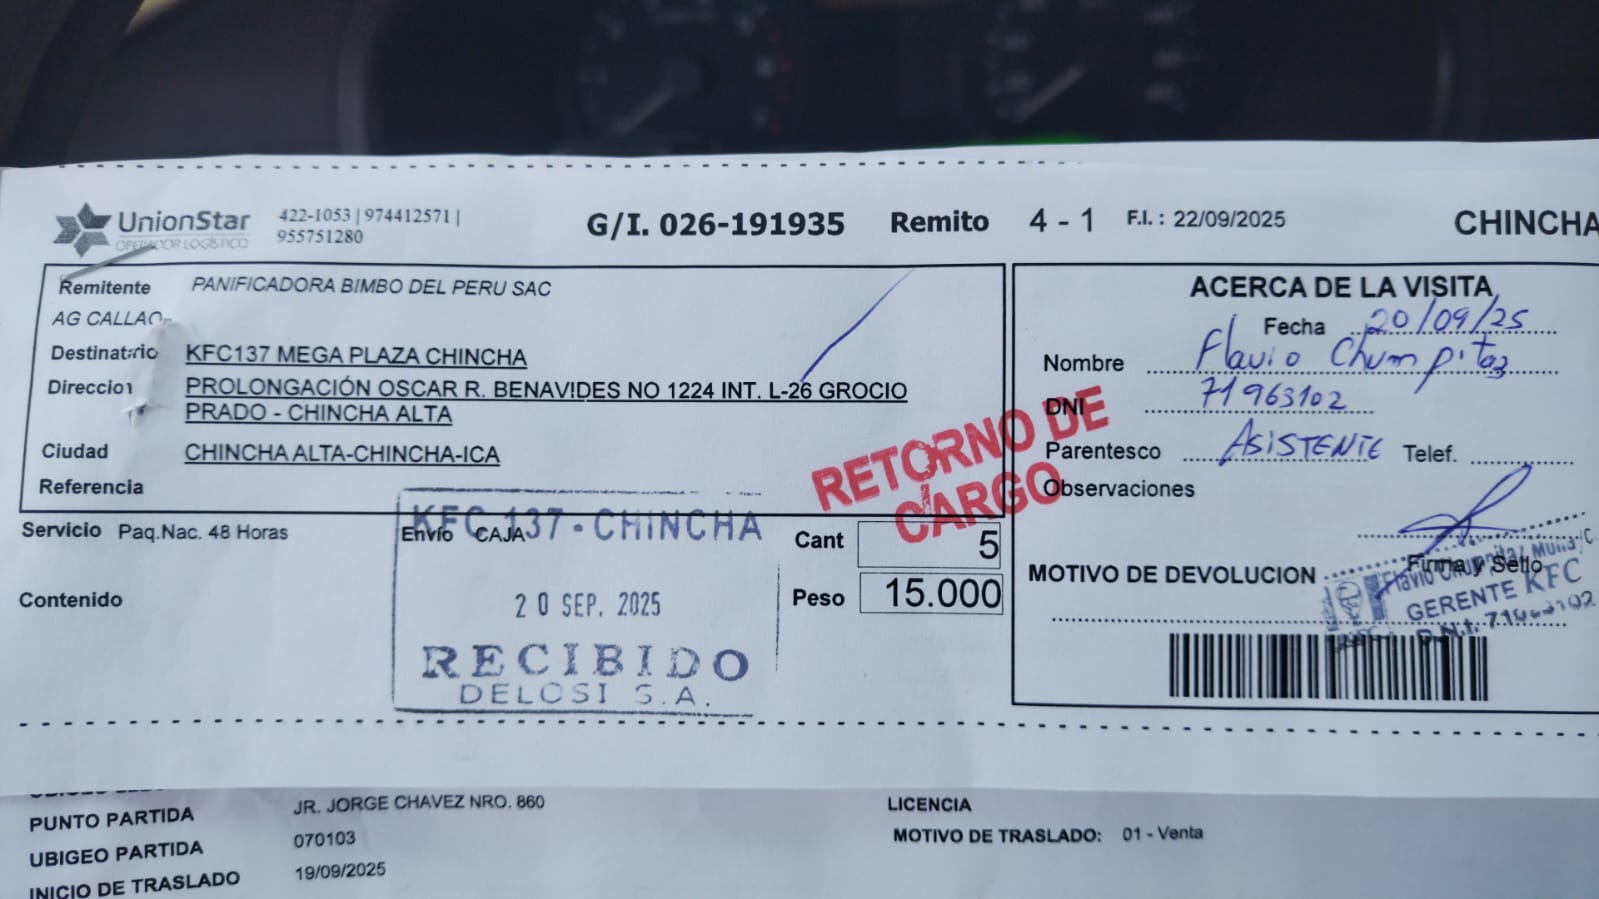 UnionStar
OPERADOR LOGÍSTICO
422-1053 | 974412571 |
955751280
G/I. 026-191935 Remito 4 - 1 F.I. : 22/09/2025 CHINCHA
Remitente PANIFICADORA BIMBO DEL PERU SAC
AG CALLAO
Destinatario KFC137 MEGA PLAZA CHINCHA
Direccion PROLONGACIÓN OSCAR R. BENAVIDES NO 1224 INT. L-26 GROCIO
PRADO - CHINCHA ALTA
Ciudad CHINCHA ALTA-CHINCHA-ICA
Referencia
Servicio Paq.Nac. 48 Horas
Envío CAJA
Cant 5
Contenido
Peso 15.000
KFC 137 - CHINCHA
20 SEP. 2025
RECIBIDO
DELOSI S.A.
RETORNO DE
CARGO
ACERCA DE LA VISITA
Fecha 20/09/25
Nombre Flavio Chumpitaz
DNI 71963102
Parentesco ASISTENTE Telef.
Observaciones
Firma y Sello
MOTIVO DE DEVOLUCION
Flavio Chumpitaz
GERENTE KFC
D.N.I.
PUNTO PARTIDA JR. JORGE CHAVEZ NRO. 860
UBIGEO PARTIDA 070103
INICIO DE TRASLADO 19/09/2025
LICENCIA
MOTIVO DE TRASLADO: 01 - Venta